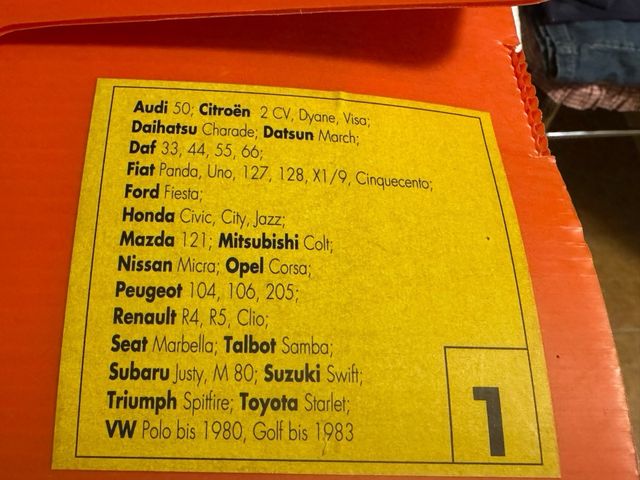 Audi 50; Citroën 2 CV, Dyane, Visa;
Daihatsu Charade; Datsun March;
Daf 33, 44, 55, 66;
Fiat Panda, Uno, 127, 128, X1/9, Cinquecento;
Ford Fiesta;
Honda Civic, City, Jazz;
Mazda 121; Mitsubishi Colt;
Nissan Micra; Opel Corsa;
Peugeot 104, 106, 205;
Renault R4, R5, Clio;
Seat Marbella; Talbot Samba;
Subaru Justy, M 80; Suzuki Swift;
Triumph Spitfire; Toyota Starlet;
VW Polo bis 1980, Golf bis 1983
1